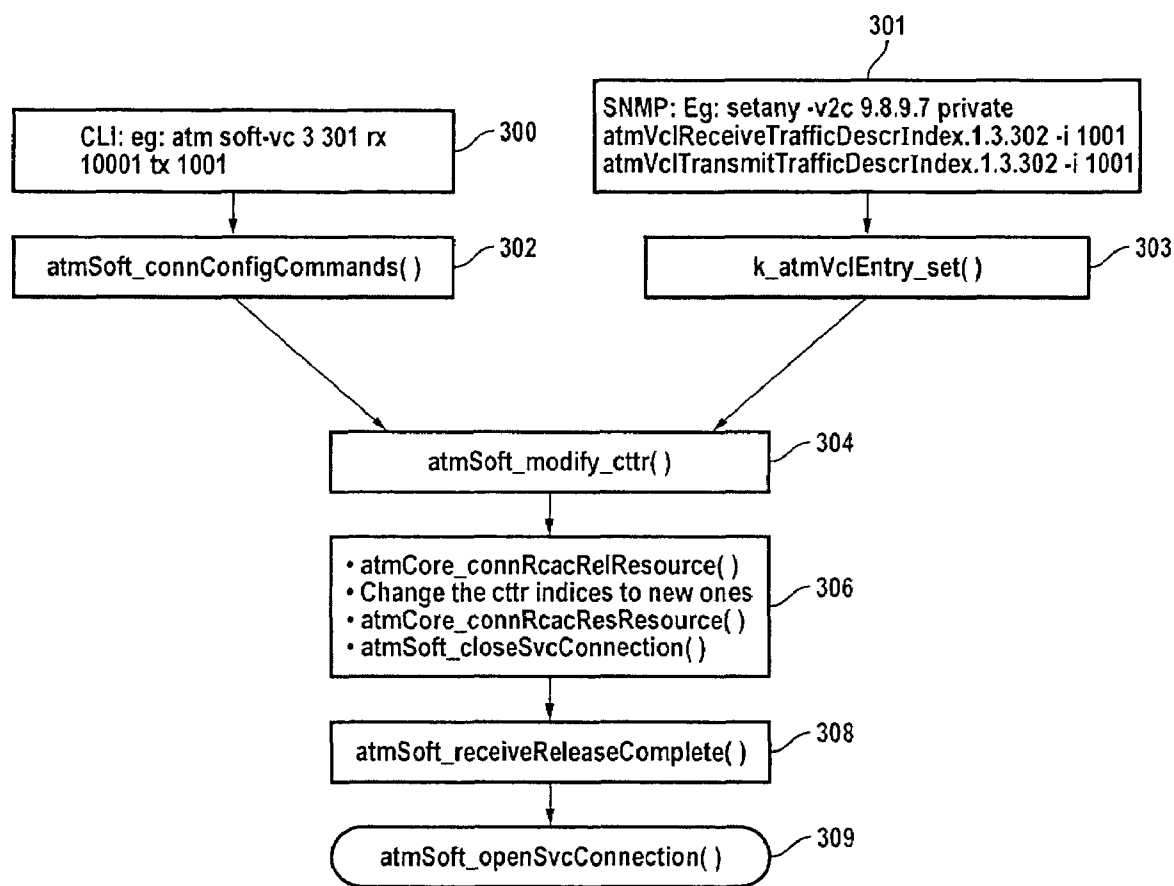 301
CLI: eg: atm soft-vc 3 301 rx
10001 tx 1001
300
SNMP: Eg: setany -v2c 9.8.9.7 private
atmVclReceiveTrafficDescrIndex.1.3.302 -i 1001
atmVclTransmitTrafficDescrIndex.1.3.302 -i 1001
atmSoft_connConfigCommands( )
302
k_atmVclEntry_set( )
303
atmSoft_modify_cttr( )
304
• atmCore_connRcacRelResource( )
• Change the cttr indices to new ones
• atmCore_connRcacResResource( )
• atmSoft_closeSvcConnection( )
306
atmSoft_receiveReleaseComplete( )
308
atmSoft_openSvcConnection( )
309